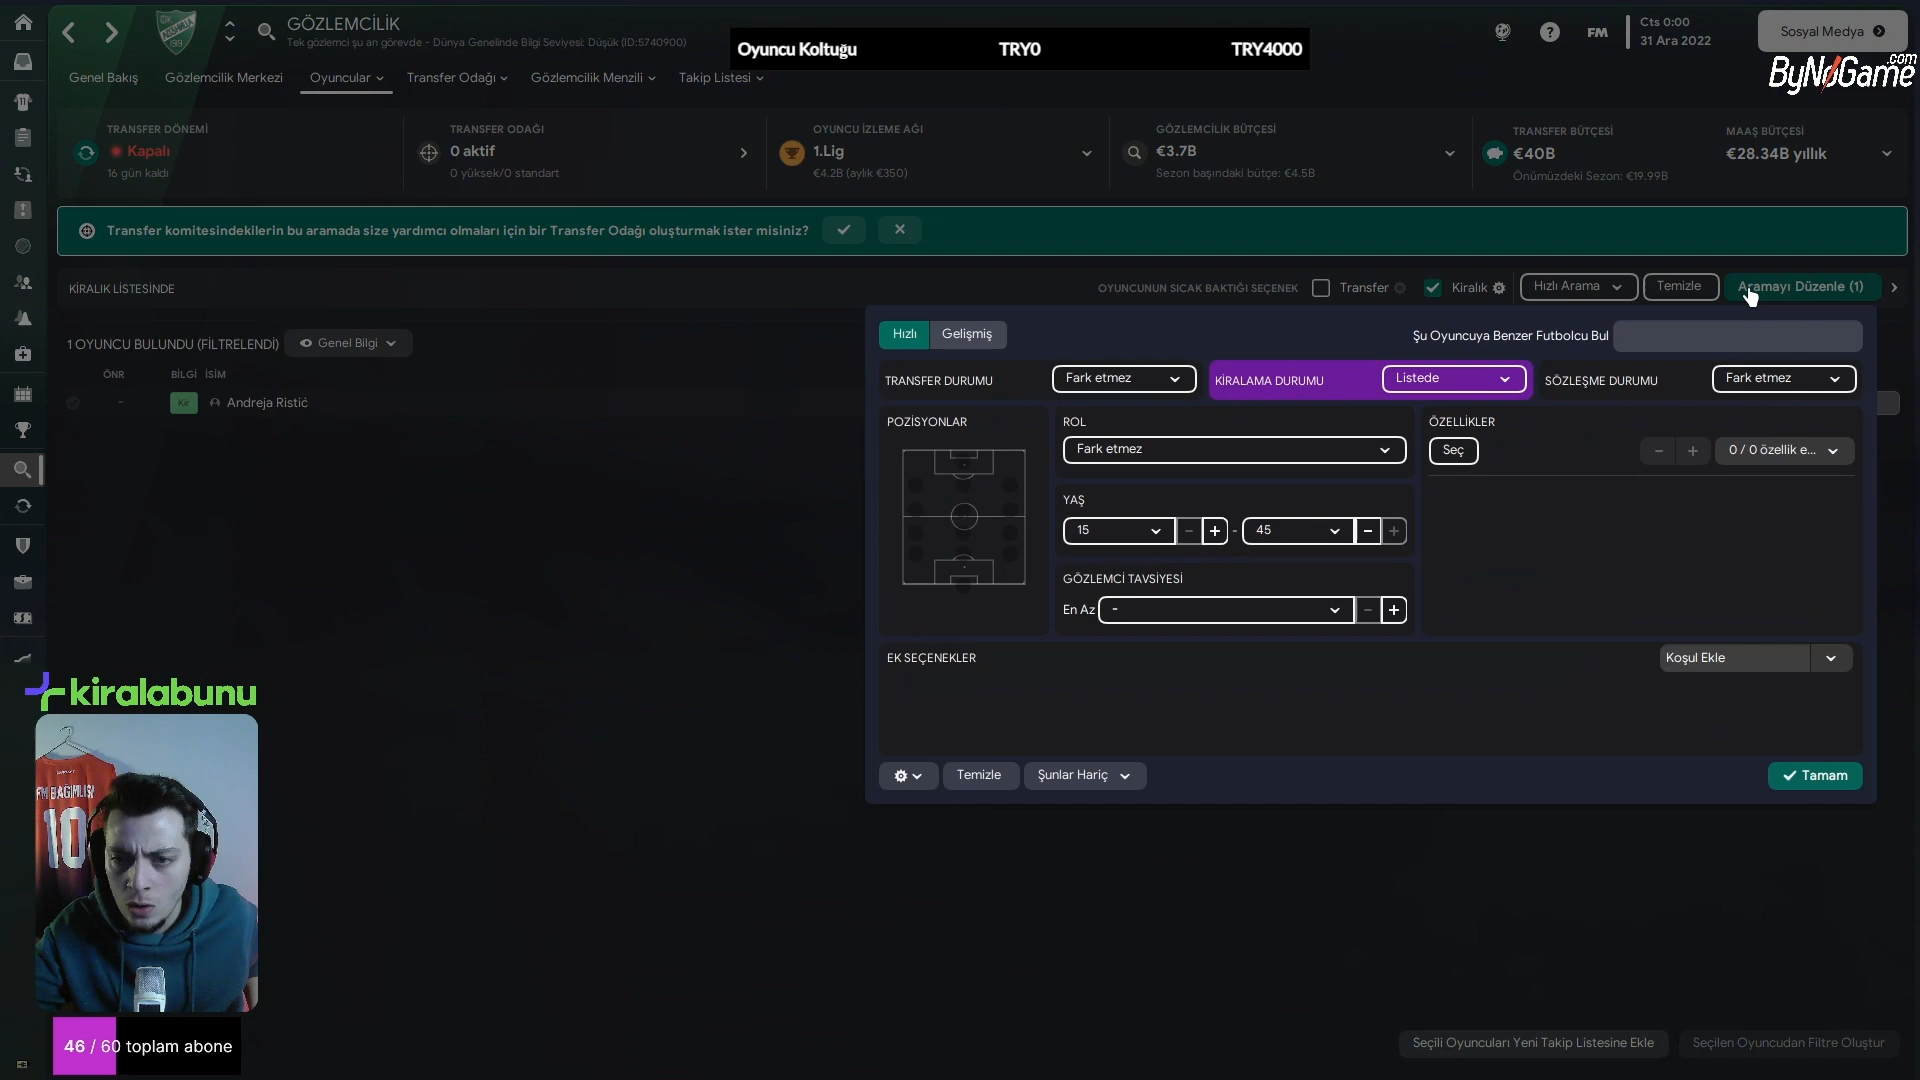 GÖZLEMCİLİK
Tek gözlemci şu an görevde - Dünya Genelinde Bilgi Seviyesi: Düşük (ID:5740900)
Oyuncu Koltuğu TRY0 TRY4000
FM
Cts 0:00
31 Ara 2022
Sosyal Medya
ByNoGame.com
Genel Bakış Gözlemcilik Merkezi Oyuncular Transfer Odağı Gözlemcilik Menzili Takip Listesi
TRANSFER DÖNEMİ
Kapalı
16 gün kaldı
TRANSFER ODAĞI
0 aktif
0 yüksek/0 standart
OYUNCU İZLEME AĞI
1.Lig
€4.2B (aylık €350)
GÖZLEMCİLİK BÜTÇESİ
€3.7B
Sezon başındaki bütçe: €4.5B
TRANSFER BÜTÇESİ
€40B
Önümüzdeki Sezon: €19.99B
MAAŞ BÜTÇESİ
€28.34B yıllık
Transfer komitesindekilerin bu aramada size yardımcı olmaları için bir Transfer Odağı oluşturmak ister misiniz?
KİRALIK LİSTESİNDE
OYUNCUNUN SICAK BAKTIĞI SEÇENEK Transfer Kiralık Hızlı Arama Temizle Aramayı Düzenle (1)
1 OYUNCU BULUNDU (FİLTRELENDİ) Genel Bilgi
ÖNR BİLGİ İSİM
- Kir Andreja Ristić
Hızlı Gelişmiş
Şu Oyuncuya Benzer Futbolcu Bul
TRANSFER DURUMU Fark etmez
KİRALAMA DURUMU Listede
SÖZLEŞME DURUMU Fark etmez
POZİSYONLAR
ROL
Fark etmez
YAŞ
15 - + - 45 - +
GÖZLEMCİ TAVSİYESİ
En Az - - +
ÖZELLİKLER
Seç - + 0 / 0 özellik e...
EK SEÇENEKLER
Koşul Ekle
Temizle Şunlar Hariç Tamam
kiralabunu
FM BAĞIMLISI
10
46 / 60 toplam abone
Seçili Oyuncuları Yeni Takip Listesine Ekle Seçilen Oyuncudan Filtre Oluştur